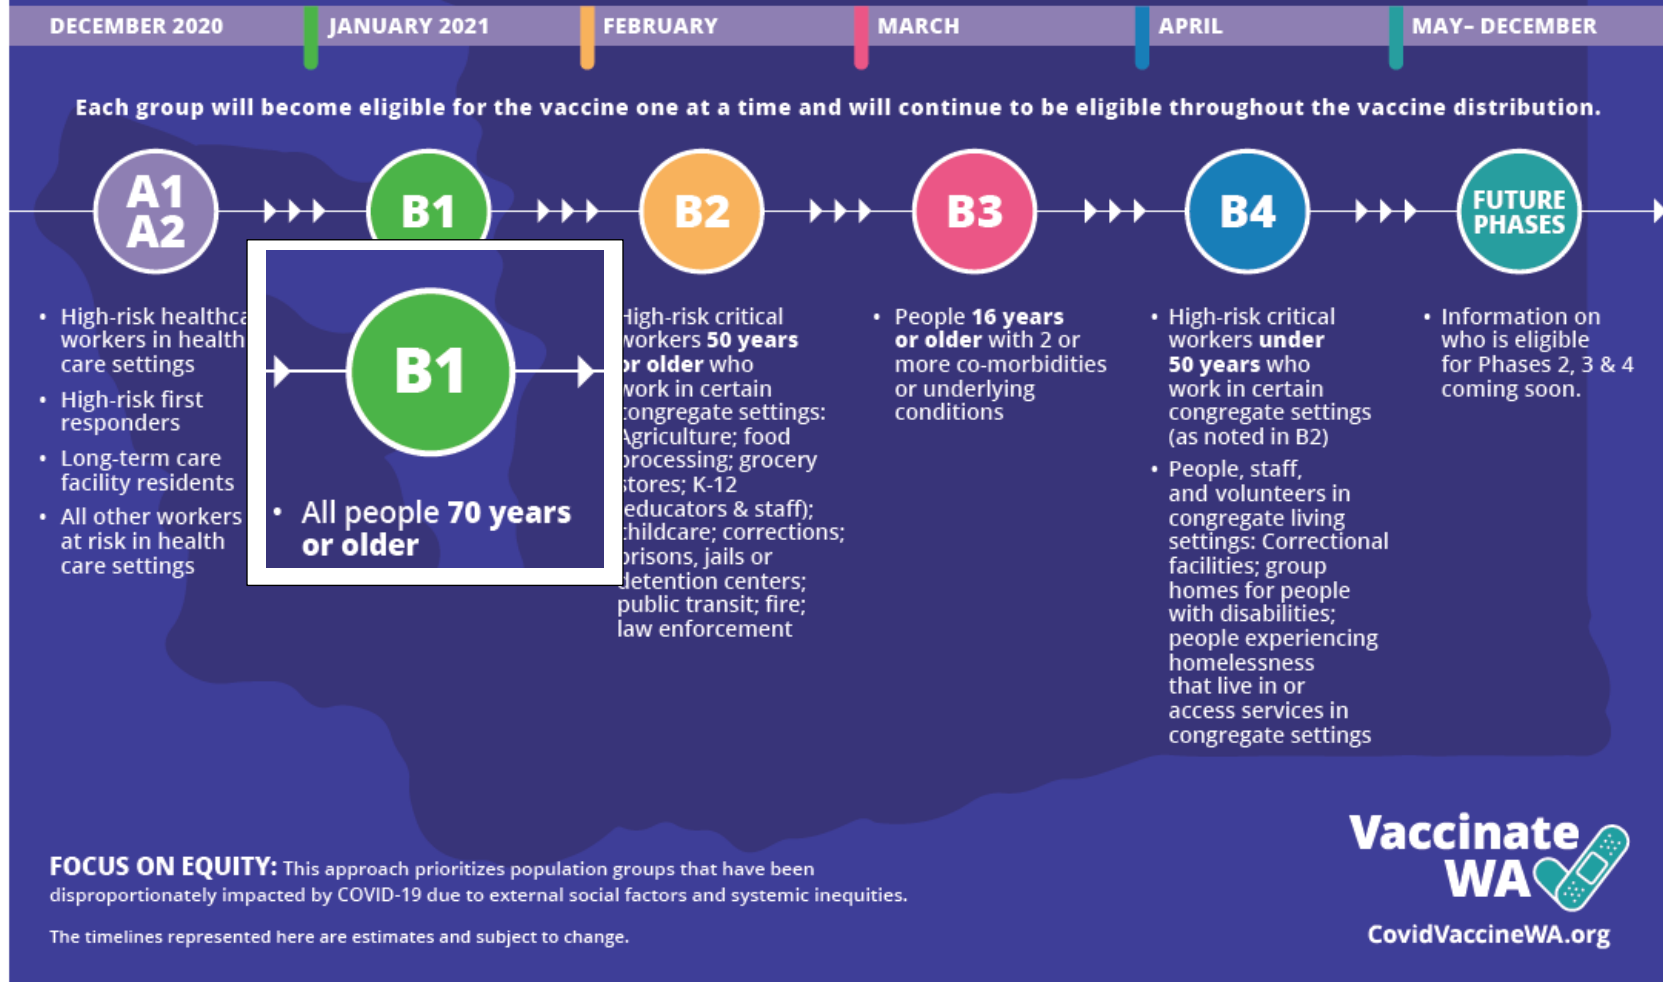 DECEMBER 2020
JANUARY 2021
FEBRUARY
MARCH
APRIL
MAY– DECEMBER
Each group will become eligible for the vaccine one at a time and will continue to be eligible throughout the vaccine distribution.
A1
A2
• High-risk healthca
workers in health
care settings
• High-risk first
responders
• Long-term care
facility residents
• All other workers
at risk in health
care settings
B1
B1
• All people 70 years
or older
B2
High-risk critical
workers 50 years
or older who
work in certain
congregate settings:
Agriculture; food
processing; grocery
stores; K-12
educators & staff);
childcare; corrections;
prisons, jails or
detention centers;
public transit; fire;
law enforcement
B3
• People 16 years
or older with 2 or
more co-morbidities
or underlying
conditions
B4
• High-risk critical
workers under
50 years who
work in certain
congregate settings
(as noted in B2)
• People, staff,
and volunteers in
congregate living
settings: Correctional
facilities; group
homes for people
with disabilities;
people experiencing
homelessness
that live in or
access services in
congregate settings
FUTURE
PHASES
• Information on
who is eligible
for Phases 2, 3 & 4
coming soon.
FOCUS ON EQUITY: This approach prioritizes population groups that have been
disproportionately impacted by COVID-19 due to external social factors and systemic inequities.
The timelines represented here are estimates and subject to change.
Vaccinate
WA
CovidVaccineWA.org